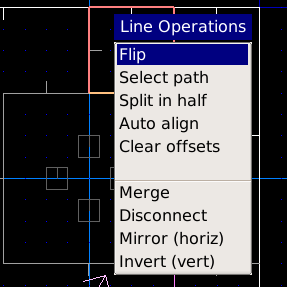 Line Operations
Flip
Select path
Split in half
Auto align
Clear offsets
Merge
Disconnect
Mirror (horiz)
Invert (vert)